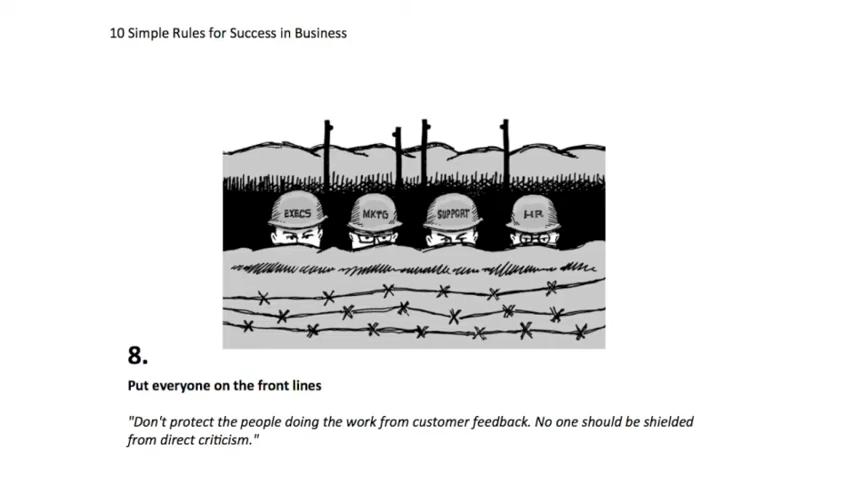 10 Simple Rules for Success in Business
EXECS
MKTG
SUPPORT
H.R.
8.
Put everyone on the front lines
"Don't protect the people doing the work from customer feedback. No one should be shielded
from direct criticism."